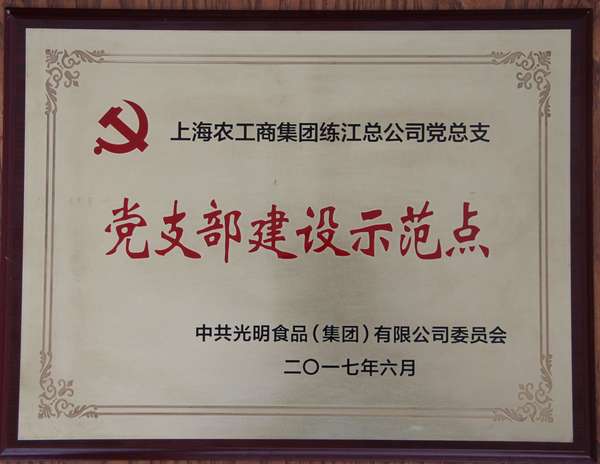 上海农工商集团练江总公司党总支
党支部建设示范点
中共光明食品(集团)有限公司委员会
二〇一七年六月